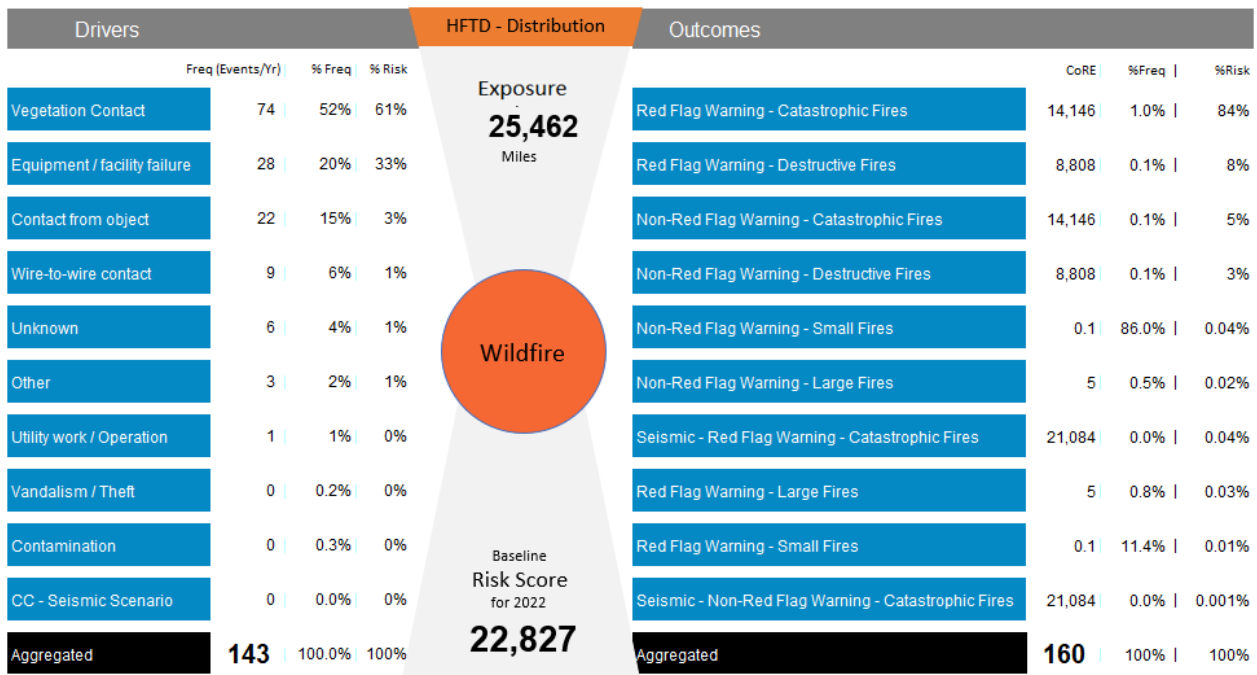 Drivers
HFTD - Distribution
Outcomes
Freq (Events/Yr) % Freq % Risk
Vegetation Contact 74 52% 61%
Equipment / facility failure 28 20% 33%
Contact from object 22 15% 3%
Wire-to-wire contact 9 6% 1%
Unknown 6 4% 1%
Other 3 2% 1%
Utility work / Operation 1 1% 0%
Vandalism / Theft 0 0.2% 0%
Contamination 0 0.3% 0%
CC - Seismic Scenario 0 0.0% 0%
Aggregated 143 100.0% 100%
Exposure
25,462
Miles
Wildfire
Baseline
Risk Score
for 2022
22,827
CoRE %Freq | %Risk
Red Flag Warning - Catastrophic Fires 14,146 1.0% | 84%
Red Flag Warning - Destructive Fires 8,808 0.1% | 8%
Non-Red Flag Warning - Catastrophic Fires 14,146 0.1% | 5%
Non-Red Flag Warning - Destructive Fires 8,808 0.1% | 3%
Non-Red Flag Warning - Small Fires 0.1 86.0% | 0.04%
Non-Red Flag Warning - Large Fires 5 0.5% | 0.02%
Seismic - Red Flag Warning - Catastrophic Fires 21,084 0.0% | 0.04%
Red Flag Warning - Large Fires 5 0.8% | 0.03%
Red Flag Warning - Small Fires 0.1 11.4% | 0.01%
Seismic - Non-Red Flag Warning - Catastrophic Fires 21,084 0.0% | 0.001%
Aggregated 160 100% | 100%